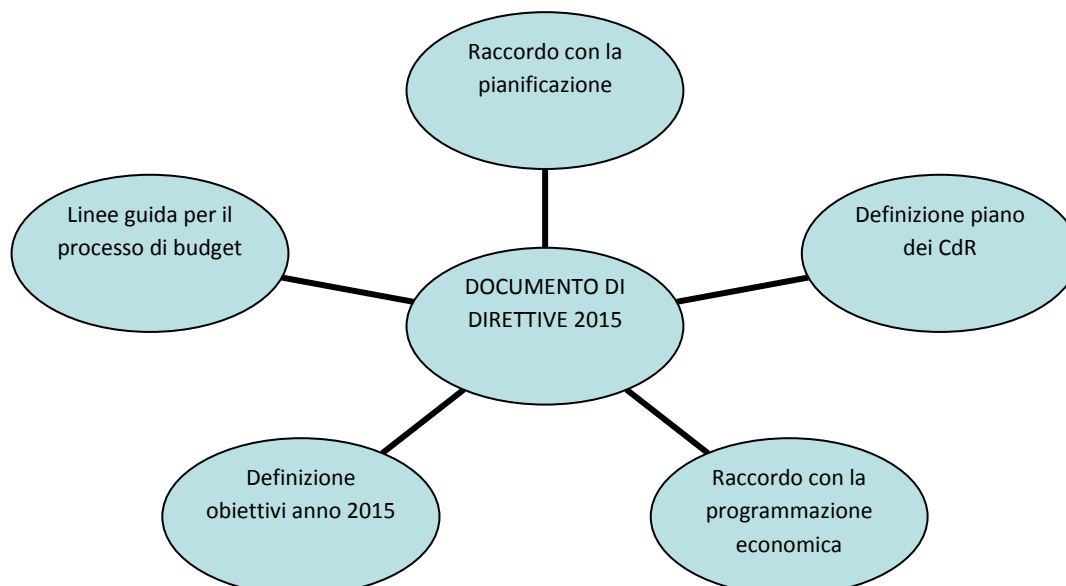 Raccordo con la
pianificazione
Linee guida per il
processo di budget
Definizione piano
dei CdR
DOCUMENTO DI
DIRETTIVE 2015
Definizione
obiettivi anno 2015
Raccordo con la
programmazione
economica